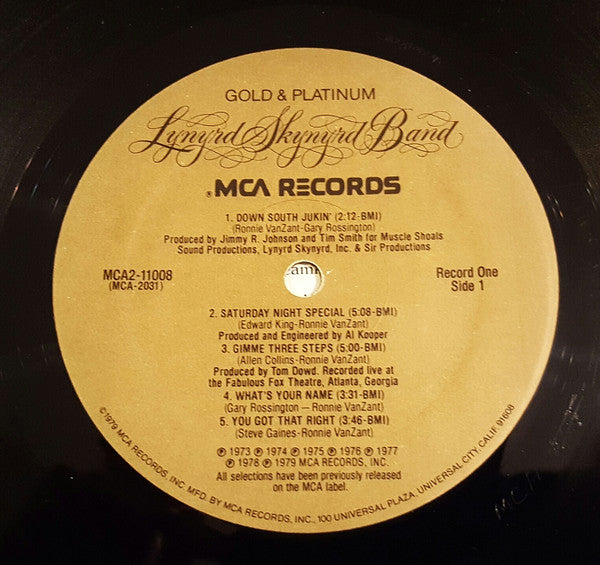 GOLD & PLATINUM
Lynyrd Skynyrd Band
®MCA RECORDS
1. DOWN SOUTH JUKIN' (2:12-BMI)
(Ronnie VanZant-Gary Rossington)
Produced by Jimmy R. Johnson and Tim Smith for Muscle Shoals
Sound Productions, Lynyrd Skynyrd, Inc. & Sir Productions
MCA2-11008
(MCA-2031)
Record One
Side 1
2. SATURDAY NIGHT SPECIAL (5:08-BMI)
(Edward King-Ronnie VanZant)
Produced and Engineered by Al Kooper
3. GIMME THREE STEPS (5:00-BMI)
(Allen Collins-Ronnie VanZant)
Produced by Tom Dowd. Recorded live at
the Fabulous Fox Theatre, Atlanta, Georgia
4. WHAT'S YOUR NAME (3:31-BMI)
(Gary Rossington — Ronnie VanZant)
5. YOU GOT THAT RIGHT (3:46-BMI)
(Steve Gaines-Ronnie VanZant)
℗ 1973 ℗ 1974 ℗ 1975 ℗ 1976 ℗ 1977
℗ 1978 ℗ 1979 MCA RECORDS, INC.
All selections have been previously released
on the MCA label.
©1979 MCA RECORDS, INC. MFD. BY MCA RECORDS, INC., 100 UNIVERSAL PLAZA, UNIVERSAL CITY, CALIF. 91608